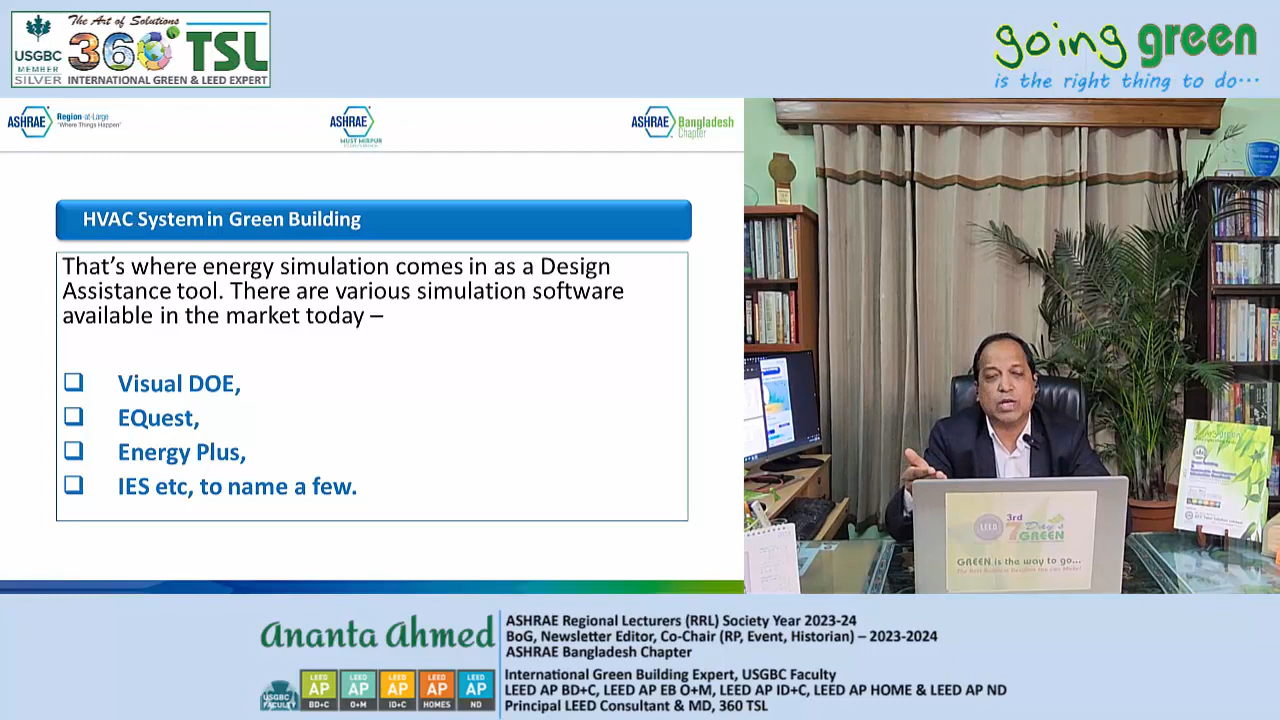 The Art of Solutions
USGBC
MEMBER
SILVER
360 TSL
INTERNATIONAL GREEN & LEED EXPERT
going green
is the right thing to do...
ASHRAE
Region-at-Large
"Where Things Happen"
ASHRAE
MUST MIRPUR
ASHRAE
Bangladesh
Chapter
HVAC System in Green Building
That's where energy simulation comes in as a Design
Assistance tool. There are various simulation software
available in the market today –
❑ Visual DOE,
❑ EQuest,
❑ Energy Plus,
❑ IES etc, to name a few.
LEED
3rd
7 Day's
GREEN
GREEN is the way to go...
Ananta Ahmed
USGBC
FACULTY
LEED
AP
BD+C
LEED
AP
O+M
LEED
AP
ID+C
LEED
AP
HOMES
LEED
AP
ND
ASHRAE Regional Lecturers (RRL) Society Year 2023-24
BoG, Newsletter Editor, Co-Chair (RP, Event, Historian) – 2023-2024
ASHRAE Bangladesh Chapter
International Green Building Expert, USGBC Faculty
LEED AP BD+C, LEED AP EB O+M, LEED AP ID+C, LEED AP HOME & LEED AP ND
Principal LEED Consultant & MD, 360 TSL